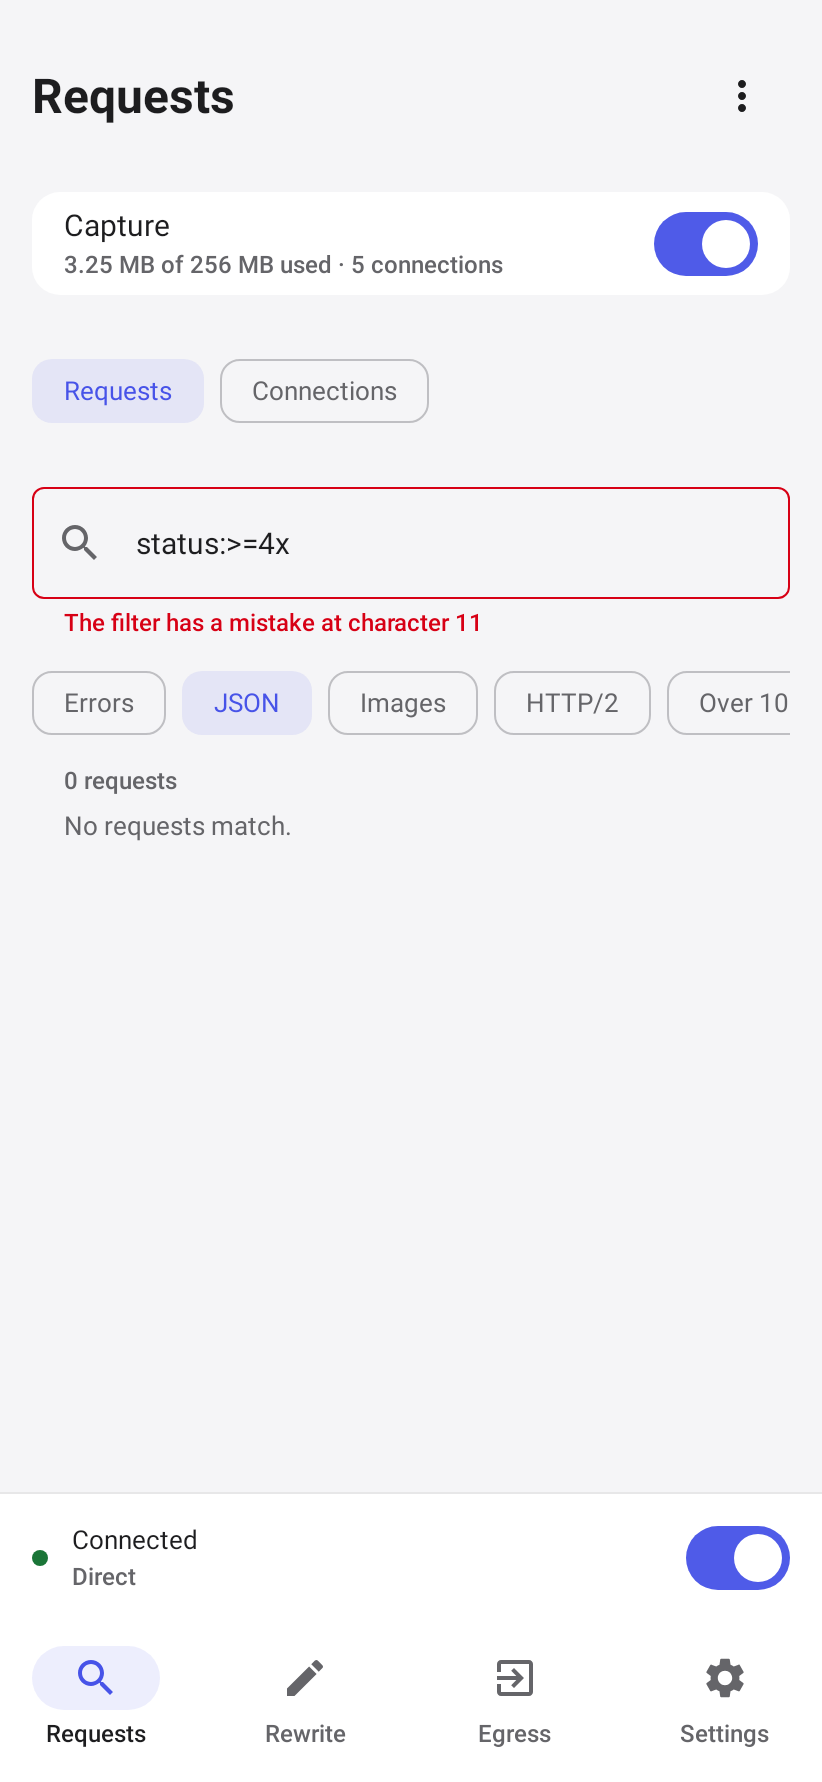 Requests
Capture
3.25 MB of 256 MB used · 5 connections
Requests
Connections
status:>=4x
The filter has a mistake at character 11
Errors
JSON
Images
HTTP/2
Over 10
0 requests
No requests match.
Connected
Direct
Requests
Rewrite
Egress
Settings